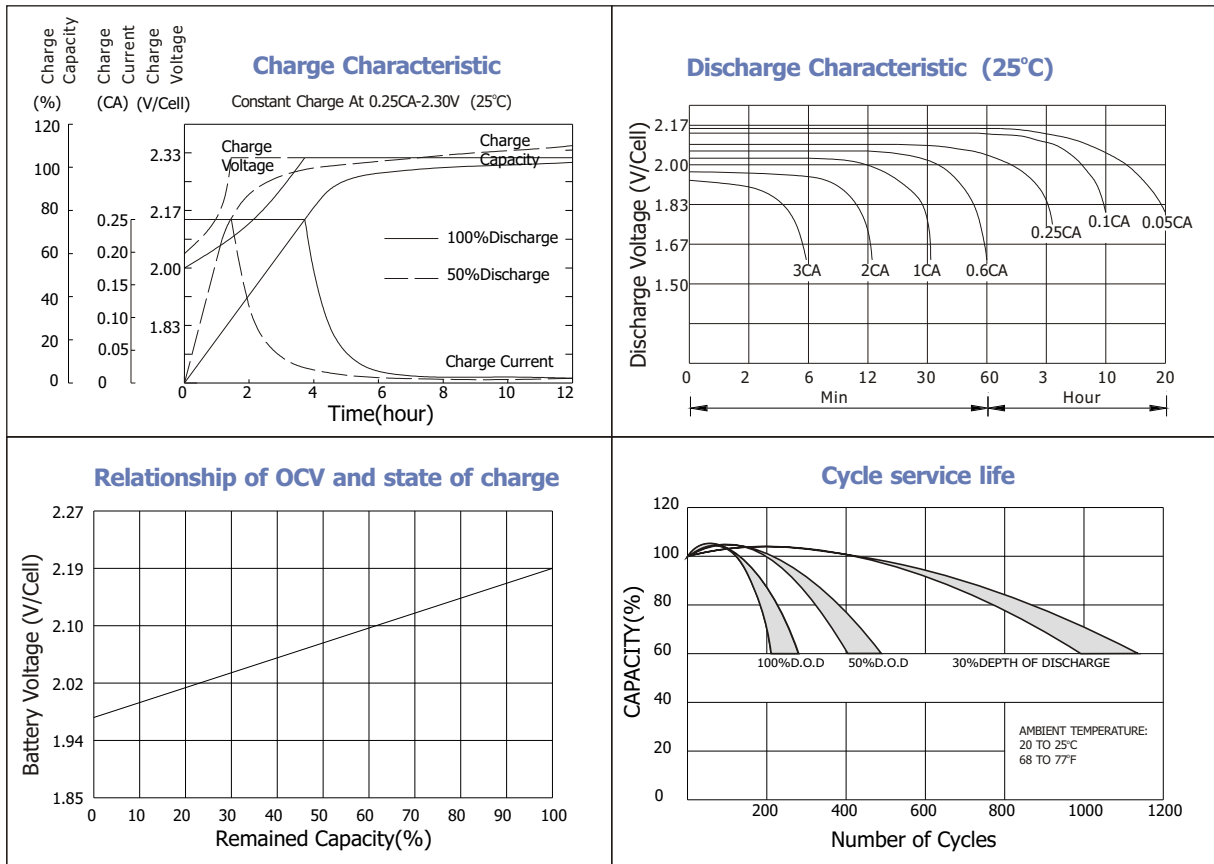 Charge Capacity
Charge Current
Charge Voltage
(%)
(CA)
(V/Cell)
Charge Characteristic
Constant Charge At 0.25CA-2.30V (25°C)
120
100
80
60
40
20
0
0.25
0.20
0.15
0.10
0.05
0
2.33
2.17
2.00
1.83
Charge Voltage
Charge Capacity
100%Discharge
50%Discharge
Charge Current
0 2 4 6 8 10 12
Time(hour)
Discharge Characteristic (25°C)
Discharge Voltage (V/Cell)
2.17
2.00
1.83
1.67
1.50
3CA 2CA 1CA 0.6CA 0.25CA 0.1CA 0.05CA
0 2 6 12 30 60 3 10 20
Min Hour
Relationship of OCV and state of charge
Battery Voltage (V/Cell)
2.27
2.19
2.10
2.02
1.94
1.85
0 10 20 30 40 50 60 70 80 90 100
Remained Capacity(%)
Cycle service life
CAPACITY(%)
120
100
80
60
40
20
0
100%D.O.D 50%D.O.D 30%DEPTH OF DISCHARGE
AMBIENT TEMPERATURE:
20 TO 25°C
68 TO 77°F
200 400 600 800 1000 1200
Number of Cycles